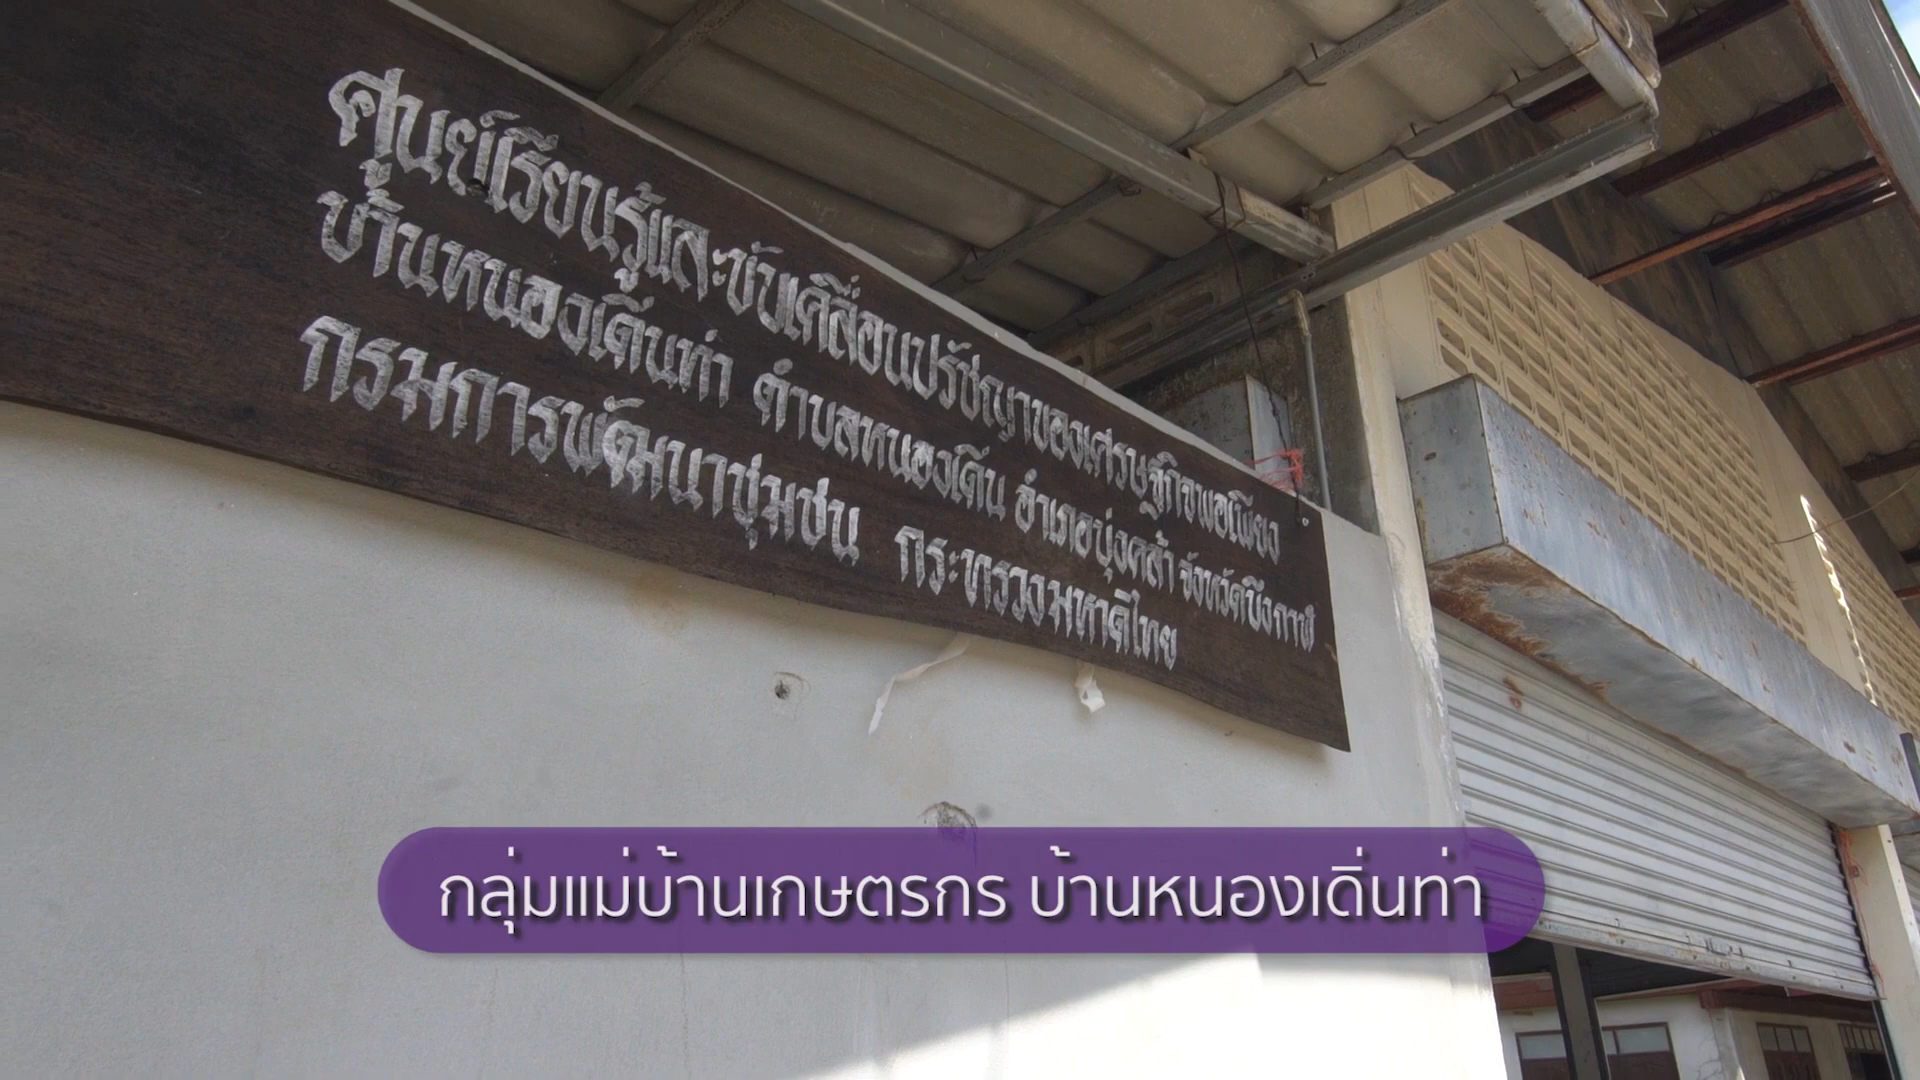 ศูนย์เรียนรู้และขับเคลื่อนปรัชญาของเศรษฐกิจพอเพียง
บ้านหนองเดิ่นท่า ตำบลหนองเดิ่น อำเภอบุ่งคล้า จังหวัดบึงกาฬ
กรมการพัฒนาชุมชน กระทรวงมหาดไทย
กลุ่มแม่บ้านเกษตรกร บ้านหนองเดิ่นท่า